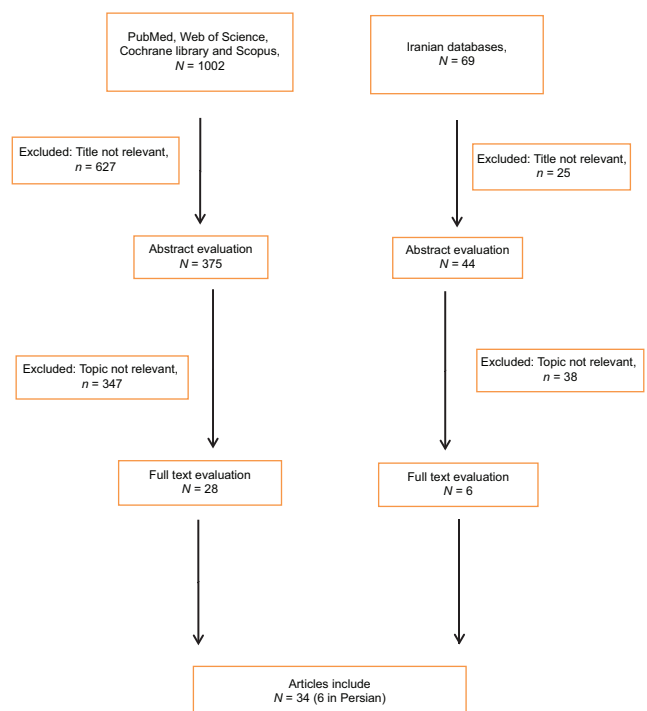 PubMed, Web of Science,
Cochrane library and Scopus,
N = 1002
Iranian databases,
N = 69
Excluded: Title not relevant,
n = 627
Excluded: Title not relevant,
n = 25
Abstract evaluation
N = 375
Abstract evaluation
N = 44
Excluded: Topic not relevant,
n = 347
Excluded: Topic not relevant,
n = 38
Full text evaluation
N = 28
Full text evaluation
N = 6
Articles include
N = 34 (6 in Persian)